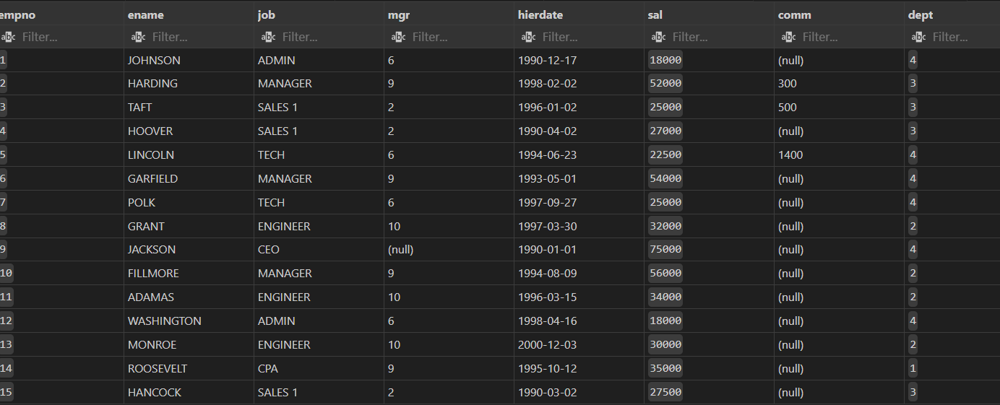 empno ename job mgr hierdate sal comm dept
abc Filter... abc Filter... abc Filter... abc Filter... abc Filter... abc Filter... abc Filter... abc Filter...
1 JOHNSON ADMIN 6 1990-12-17 18000 (null) 4
2 HARDING MANAGER 9 1998-02-02 52000 300 3
3 TAFT SALES 1 2 1996-01-02 25000 500 3
4 HOOVER SALES 1 2 1990-04-02 27000 (null) 3
5 LINCOLN TECH 6 1994-06-23 22500 1400 4
6 GARFIELD MANAGER 9 1993-05-01 54000 (null) 4
7 POLK TECH 6 1997-09-27 25000 (null) 4
8 GRANT ENGINEER 10 1997-03-30 32000 (null) 2
9 JACKSON CEO (null) 1990-01-01 75000 (null) 4
10 FILLMORE MANAGER 9 1994-08-09 56000 (null) 2
11 ADAMAS ENGINEER 10 1996-03-15 34000 (null) 2
12 WASHINGTON ADMIN 6 1998-04-16 18000 (null) 4
13 MONROE ENGINEER 10 2000-12-03 30000 (null) 2
14 ROOSEVELT CPA 9 1995-10-12 35000 (null) 1
15 HANCOCK SALES 1 2 1990-03-02 27500 (null) 3